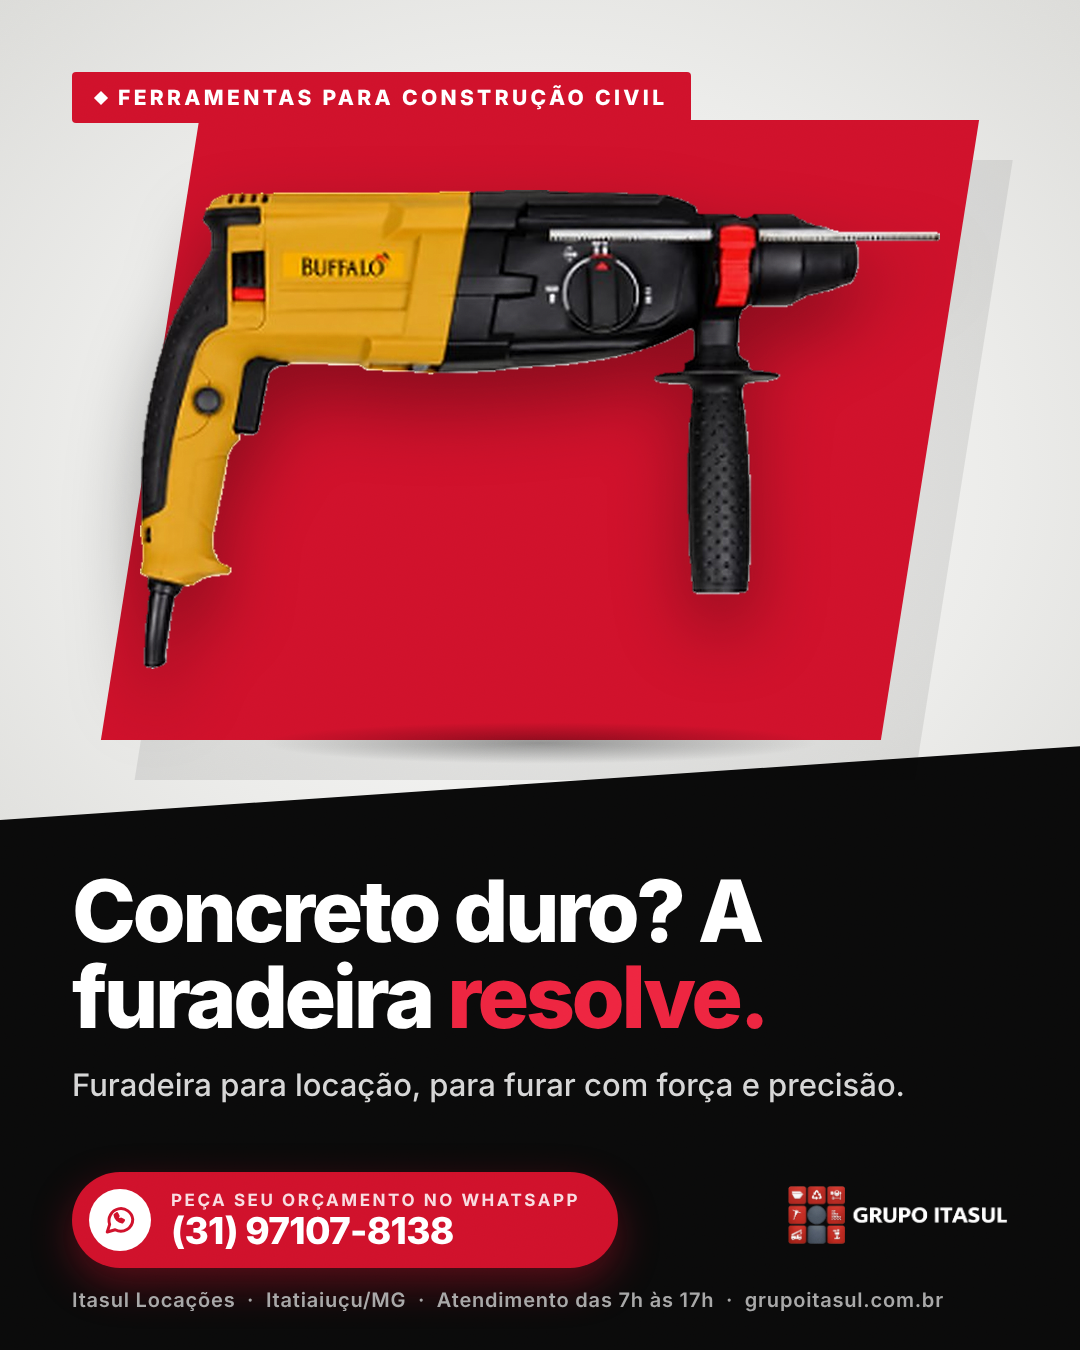 FERRAMENTAS PARA CONSTRUÇÃO CIVIL
BUFFALO
Concreto duro? A
furadeira resolve.
Furadeira para locação, para furar com força e precisão.
PEÇA SEU ORÇAMENTO NO WHATSAPP
(31) 97107-8138
GRUPO ITASUL
Itasul Locações · Itatiaiuçu/MG · Atendimento das 7h às 17h · grupoitasul.com.br